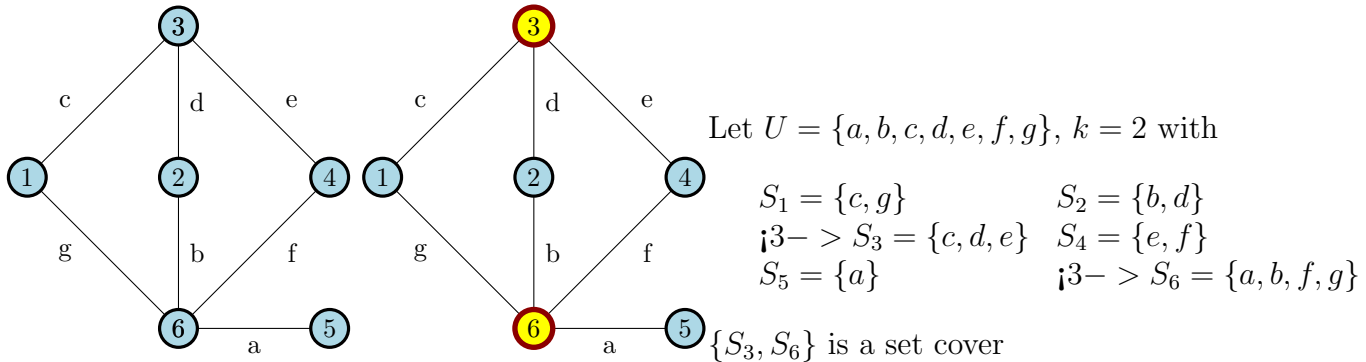 3
c
d
e
1
2
4
g
b
f
6
5
a
3
c
d
e
1
2
4
g
b
f
6
5
a
Let U = {a, b, c, d, e, f, g}, k = 2 with
S₁ = {c, g} S₂ = {b, d}
¡3− > S₃ = {c, d, e} S₄ = {e, f}
S₅ = {a} ¡3− > S₆ = {a, b, f, g}
{S₃, S₆} is a set cover